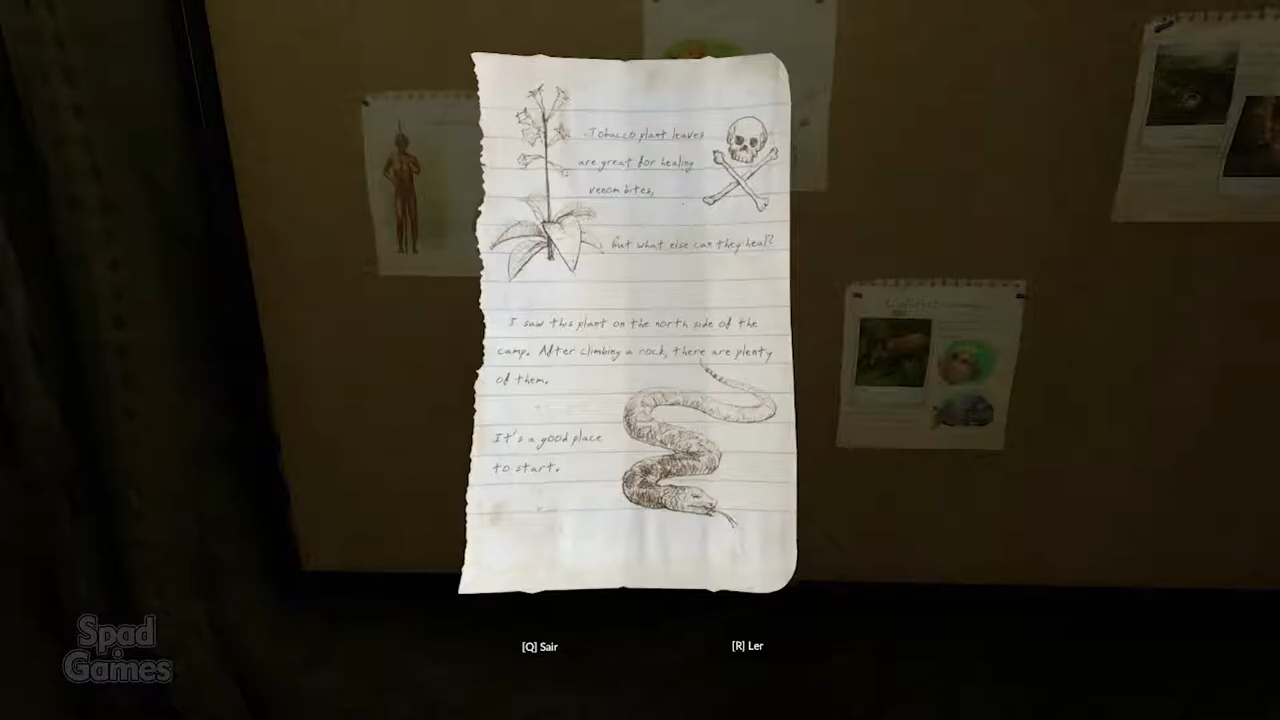 -Tobacco plant leaves
are great for healing
venom bites,
but what else can they heal?
I saw this plant on the north side of the
camp. After climbing a rock, there are plenty
of them.
It's a good place
to start.
[Q] Sair
[R] Ler
Spad
Games